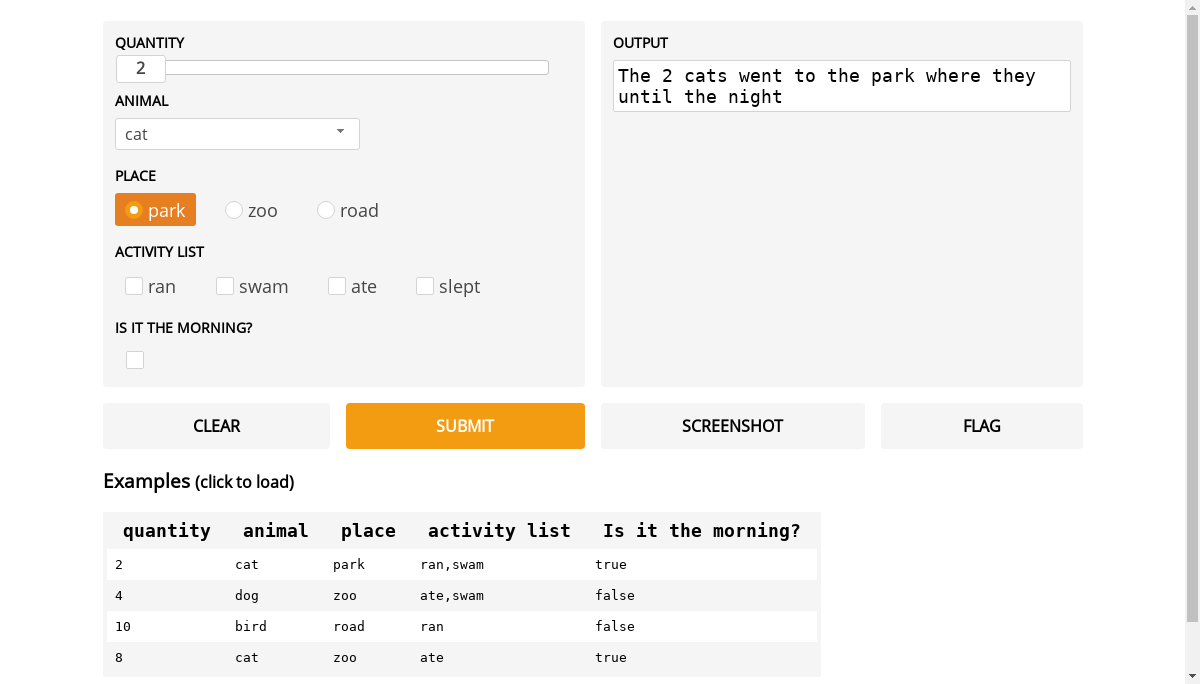 QUANTITY
2
ANIMAL
cat
PLACE
park zoo road
ACTIVITY LIST
ran swam ate slept
IS IT THE MORNING?
OUTPUT
The 2 cats went to the park where they
until the night
CLEAR SUBMIT SCREENSHOT FLAG
Examples (click to load)
quantity animal place activity list Is it the morning?
2 cat park ran,swam true
4 dog zoo ate,swam false
10 bird road ran false
8 cat zoo ate true